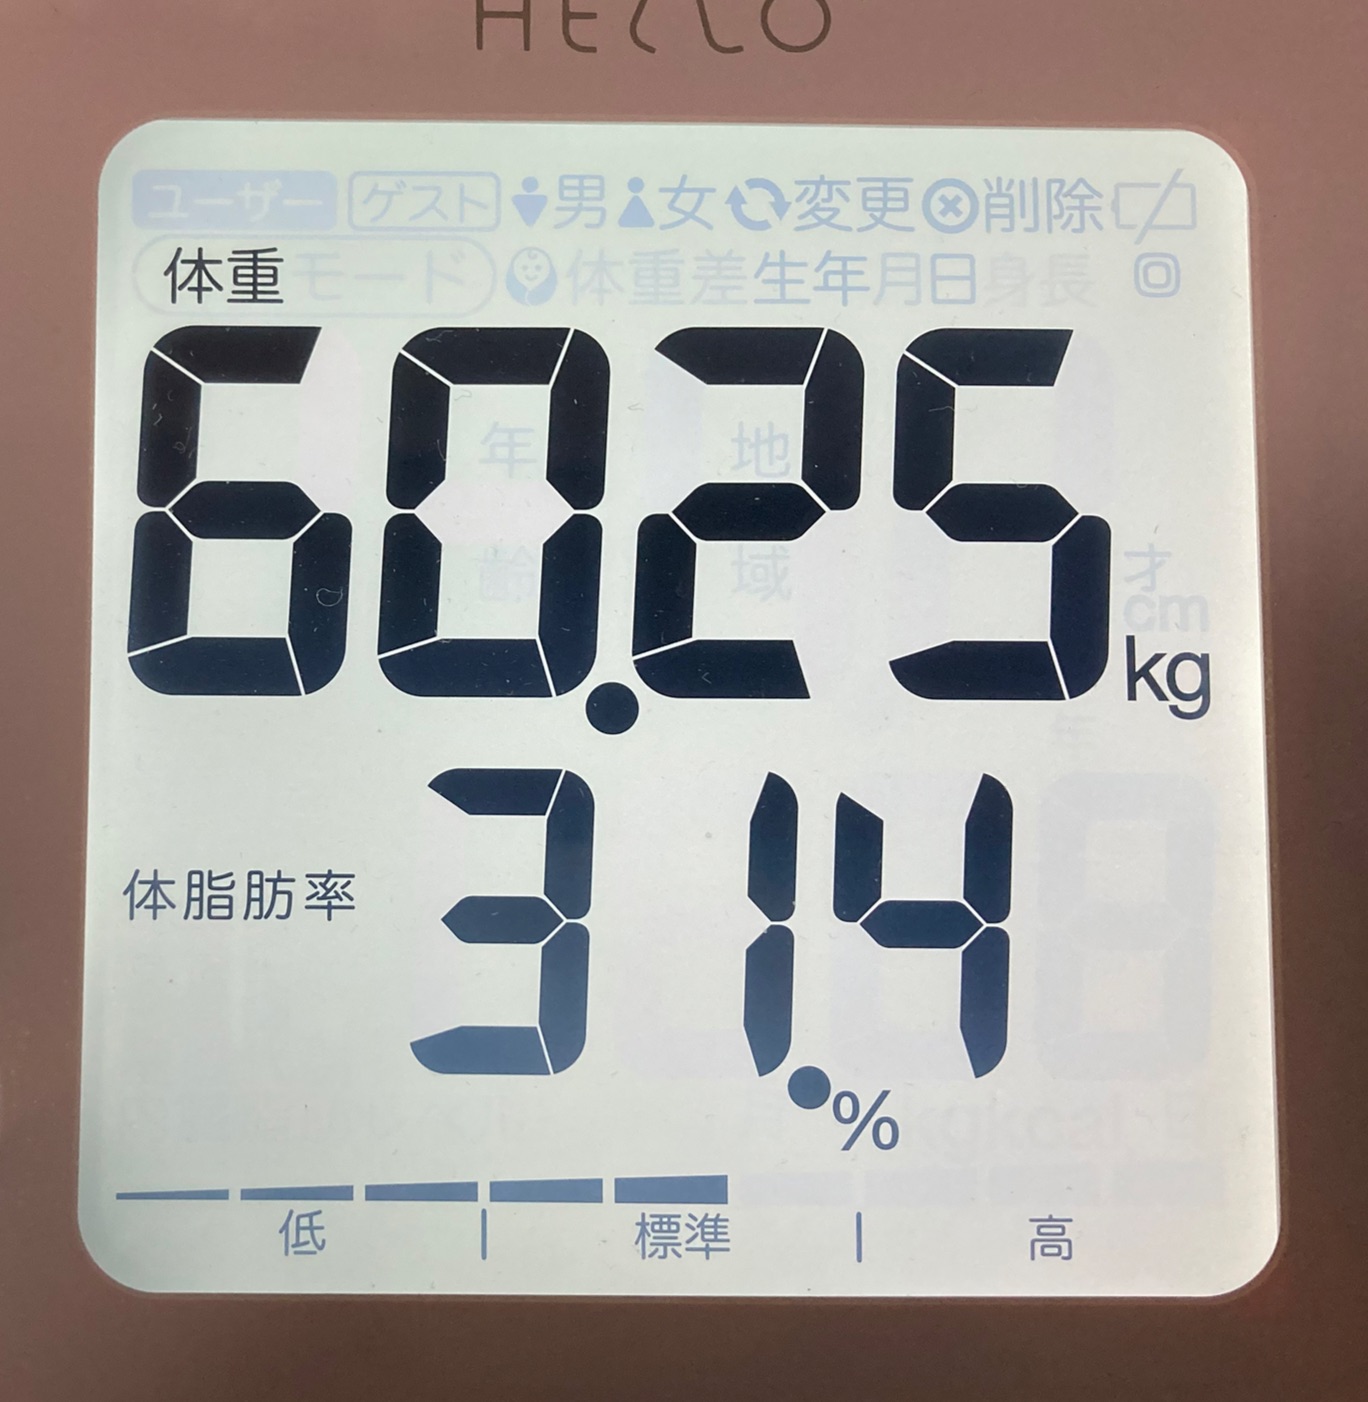 HELLO
ユーザー ゲスト 男 女 変更 削除
体重 モード 体重差 生年月日 身長
60.25 kg
年 地
齢 域
才
cm
体脂肪率 31.4 %
kgkcal
低 | 標準 | 高